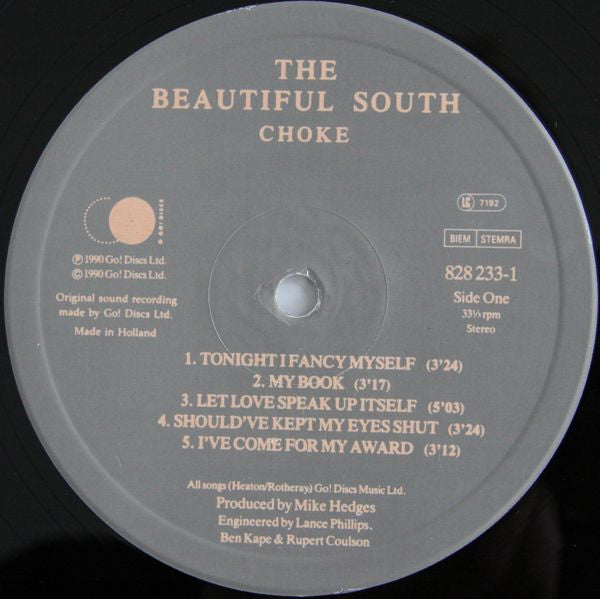 THE
BEAUTIFUL SOUTH
CHOKE
© GO! DISCS
LC 7192
BIEM STEMRA
℗ 1990 Go! Discs Ltd.
© 1990 Go! Discs Ltd.
Original sound recording
made by Go! Discs Ltd.
Made in Holland
828 233-1
Side One
33⅓ rpm
Stereo
1. TONIGHT I FANCY MYSELF (3'24)
2. MY BOOK (3'17)
3. LET LOVE SPEAK UP ITSELF (5'03)
4. SHOULD'VE KEPT MY EYES SHUT (3'24)
5. I'VE COME FOR MY AWARD (3'12)
All songs (Heaton/Rotheray) Go! Discs Music Ltd.
Produced by Mike Hedges
Engineered by Lance Phillips,
Ben Kape & Rupert Coulson